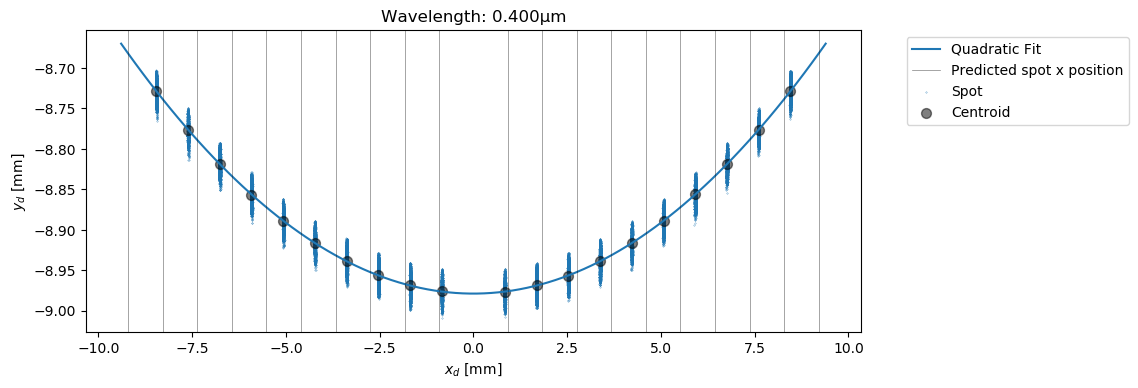 Wavelength: 0.400μm
Quadratic Fit
Predicted spot x position
Spot
Centroid
y_d [mm]
−8.70
−8.75
−8.80
−8.85
−8.90
−8.95
−9.00
−10.0 −7.5 −5.0 −2.5 0.0 2.5 5.0 7.5 10.0
x_d [mm]